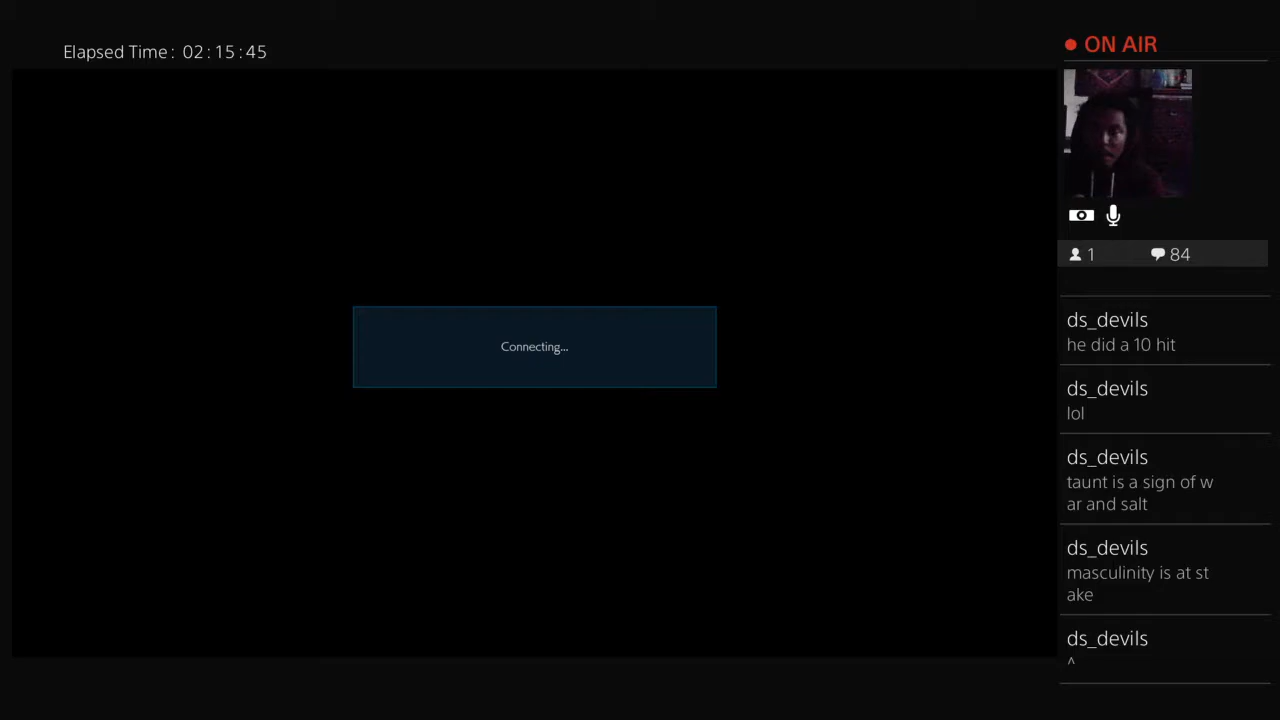 Elapsed Time: 02:15:45
ON AIR
1 84
ds_devils
he did a 10 hit
ds_devils
lol
ds_devils
taunt is a sign of w
ar and salt
ds_devils
masculinity is at st
ake
ds_devils
^
Connecting...